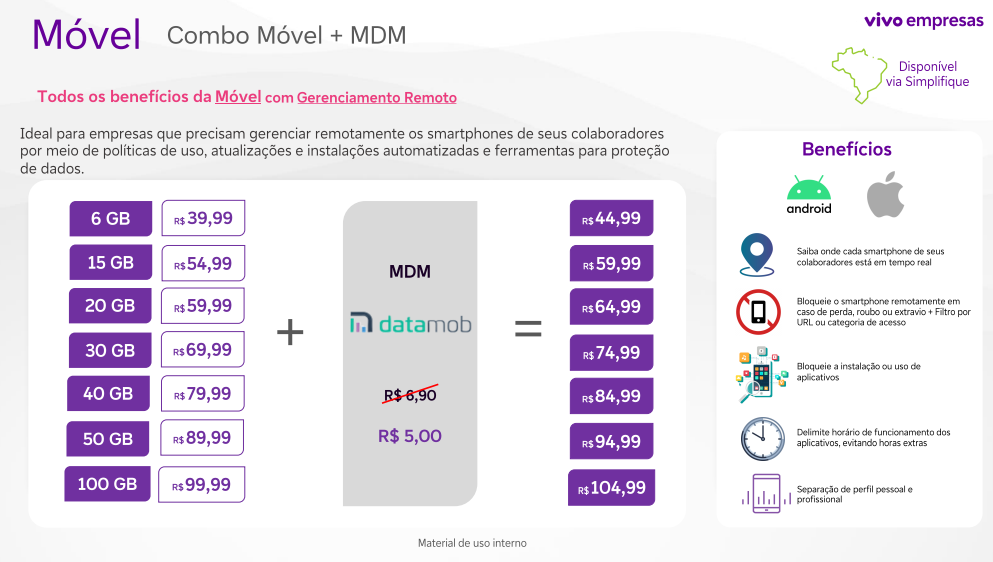 Móvel Combo Móvel + MDM
vivo empresas
Disponível
via Simplifique
Todos os benefícios da Móvel com Gerenciamento Remoto
Ideal para empresas que precisam gerenciar remotamente os smartphones de seus colaboradores
por meio de políticas de uso, atualizações e instalações automatizadas e ferramentas para proteção
de dados.
6 GB R$ 39,99
15 GB R$ 54,99
20 GB R$ 59,99
30 GB R$ 69,99
40 GB R$ 79,99
50 GB R$ 89,99
100 GB R$ 99,99
+
MDM
datamob
R$ 6,90
R$ 5,00
=
R$ 44,99
R$ 59,99
R$ 64,99
R$ 74,99
R$ 84,99
R$ 94,99
R$ 104,99
Benefícios
android
Saiba onde cada smartphone de seus
colaboradores está em tempo real
Bloqueie o smartphone remotamente em
caso de perda, roubo ou extravio + Filtro por
URL ou categoria de acesso
Bloqueie a instalação ou uso de
aplicativos
Delimite horário de funcionamento dos
aplicativos, evitando horas extras
Separação de perfil pessoal e
profissional
Material de uso interno